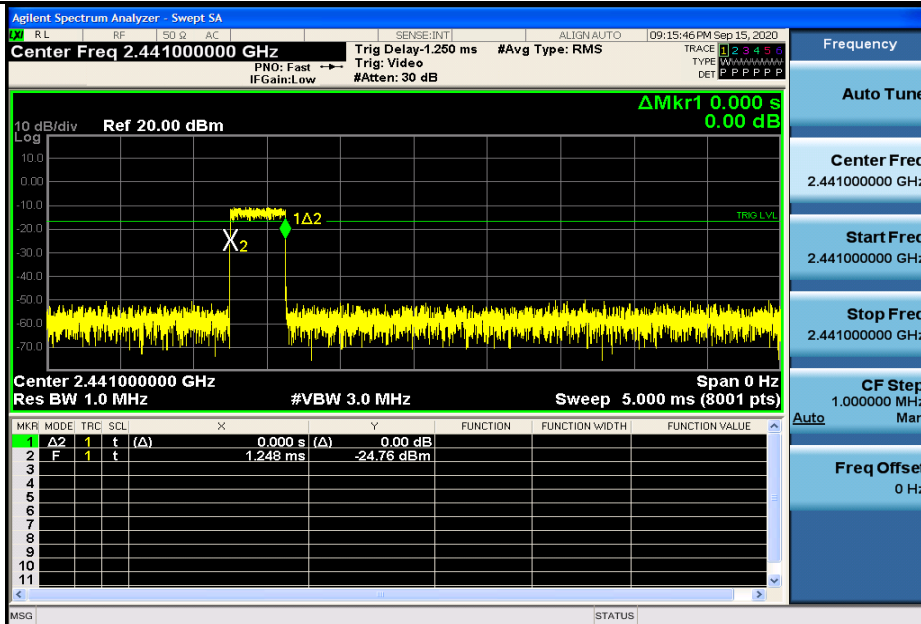 Agilent Spectrum Analyzer - Swept SA
LXI RL RF 50 Ω AC SENSE:INT ALIGN AUTO 09:15:46 PM Sep 15, 2020
Center Freq 2.441000000 GHz
PNO: Fast
IFGain:Low
Trig Delay-1.250 ms
Trig: Video
#Atten: 30 dB
#Avg Type: RMS
TRACE 1 2 3 4 5 6
TYPE WWWWWW
DET P P P P P P
ΔMkr1 0.000 s
0.00 dB
10 dB/div Ref 20.00 dBm
Log
10.0
0.00
-10.0
-20.0
-30.0
-40.0
-50.0
-60.0
-70.0
1Δ2
X2
TRIG LVL
Center 2.441000000 GHz Span 0 Hz
Res BW 1.0 MHz #VBW 3.0 MHz Sweep 5.000 ms (8001 pts)
MKR MODE TRC SCL X Y FUNCTION FUNCTION WIDTH FUNCTION VALUE
1 Δ2 1 t (Δ) 0.000 s (Δ) 0.00 dB
2 F 1 t 1.248 ms -24.76 dBm
3
4
5
6
7
8
9
10
11
MSG STATUS
Frequency
Auto Tune
Center Freq
2.441000000 GHz
Start Freq
2.441000000 GHz
Stop Freq
2.441000000 GHz
CF Step
1.000000 MHz
Auto Man
Freq Offset
0 Hz